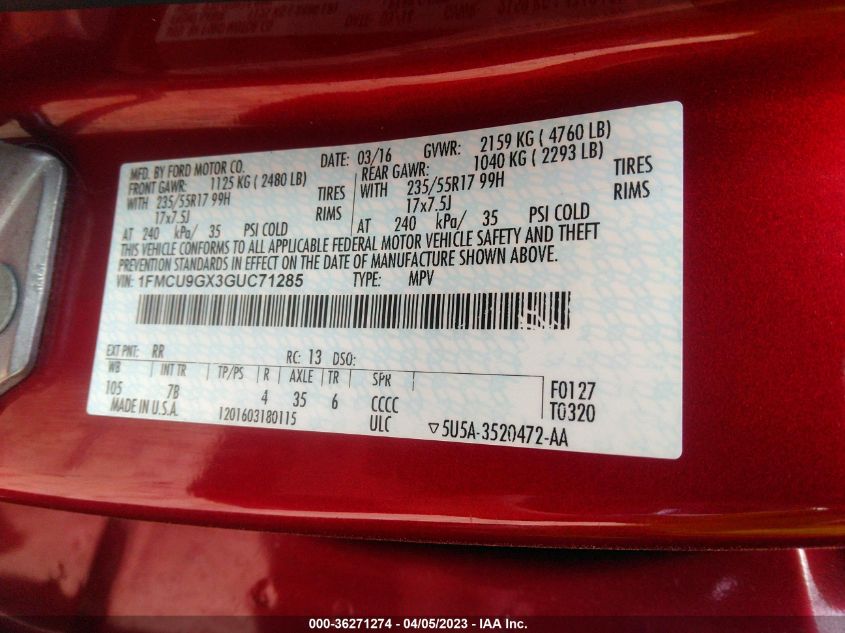 MFD. BY FORD MOTOR CO.
DATE: 03/16 GVWR: 2159 KG ( 4760 LB)
FRONT GAWR: 1125 KG ( 2480 LB)
REAR GAWR: 1040 KG ( 2293 LB)
WITH 235/55R17 99H TIRES
WITH 235/55R17 99H TIRES
17x7.5J RIMS
17x7.5J RIMS
AT 240 kPa/ 35 PSI COLD
AT 240 kPa/ 35 PSI COLD
THIS VEHICLE CONFORMS TO ALL APPLICABLE FEDERAL MOTOR VEHICLE SAFETY AND THEFT
PREVENTION STANDARDS IN EFFECT ON THE DATE OF MANUFACTURE SHOWN ABOVE.
VIN: 1FMCU9GX3GUC71285 TYPE: MPV
EXT PNT: RR RC: 13 DSO:
WB INT TR TP/PS R AXLE TR SPR
105 7B 4 35 6 CCCC
F0127
T0320
MADE IN U.S.A. 1201603180115 ULC ▽5U5A-3520472-AA
000-36271274 - 04/05/2023 - IAA Inc.